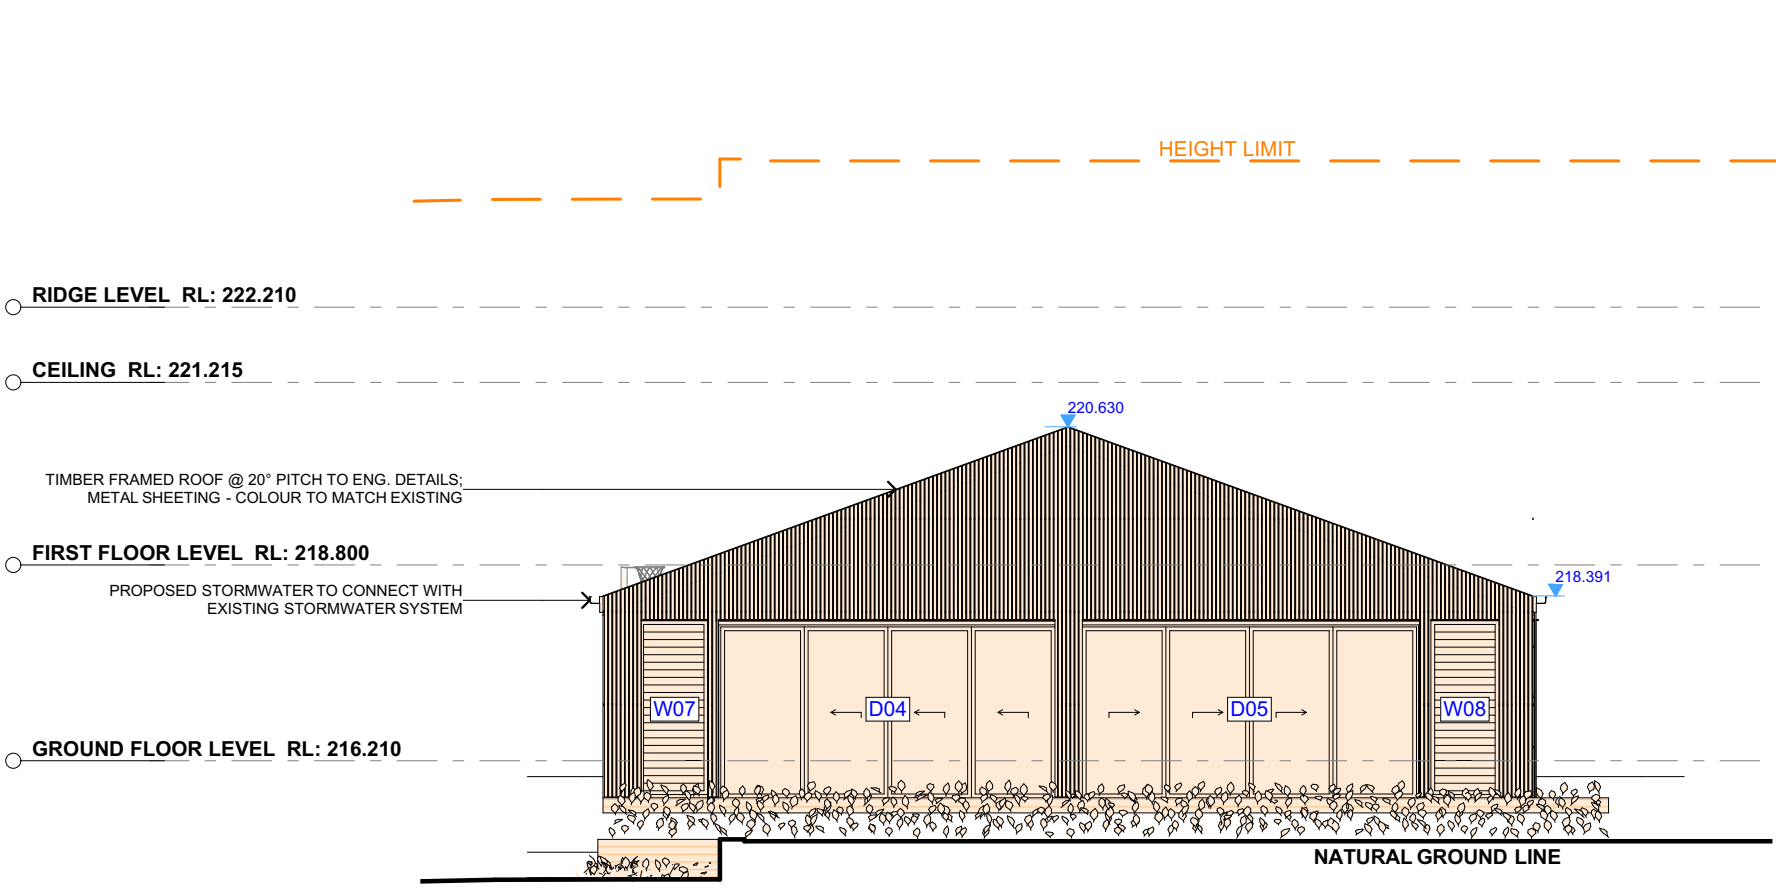 HEIGHT LIMIT
RIDGE LEVEL  RL: 222.210
CEILING  RL: 221.215
220.630
TIMBER FRAMED ROOF @ 20° PITCH TO ENG. DETAILS;
METAL SHEETING - COLOUR TO MATCH EXISTING
FIRST FLOOR LEVEL  RL: 218.800
218.391
PROPOSED STORMWATER TO CONNECT WITH
EXISTING STORMWATER SYSTEM
W07
D04
D05
W08
GROUND FLOOR LEVEL  RL: 216.210
NATURAL GROUND LINE